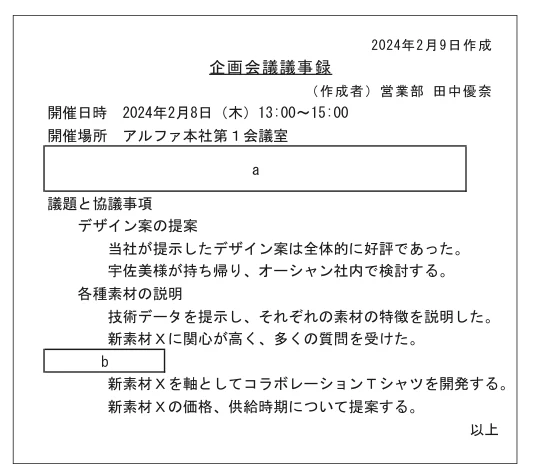 2024年2月9日作成
企画会議議事録
（作成者）営業部 田中優奈
開催日時 2024年2月8日（木）13:00～15:00
開催場所 アルファ本社第１会議室
a
議題と協議事項
デザイン案の提案
当社が提示したデザイン案は全体的に好評であった。
宇佐美様が持ち帰り、オーシャン社内で検討する。
各種素材の説明
技術データを提示し、それぞれの素材の特徴を説明した。
新素材Ｘに関心が高く、多くの質問を受けた。
b
新素材Ｘを軸としてコラボレーションＴシャツを開発する。
新素材Ｘの価格、供給時期について提案する。
以上